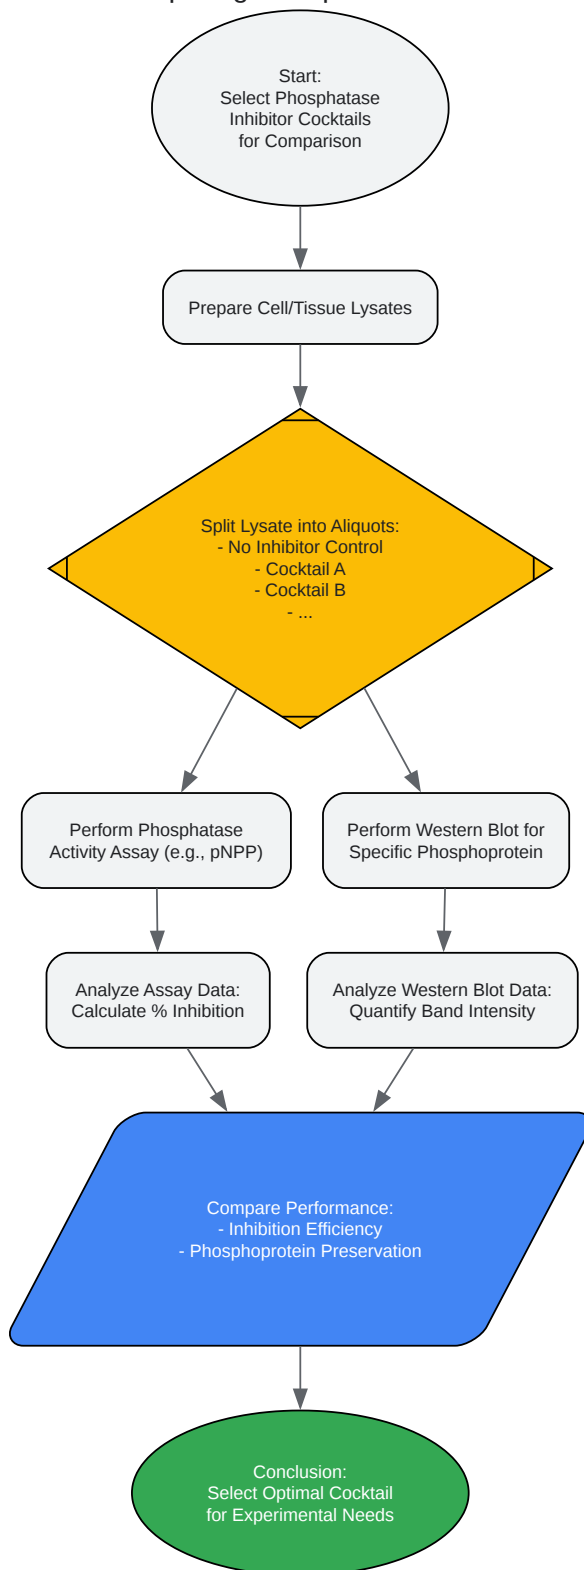 Start:
Select Phosphatase
Inhibitor Cocktails
for Comparison
Prepare Cell/Tissue Lysates
Split Lysate into Aliquots:
- No Inhibitor Control
- Cocktail A
- Cocktail B
- ...
Perform Phosphatase
Activity Assay (e.g., pNPP)
Perform Western Blot for
Specific Phosphoprotein
Analyze Assay Data:
Calculate % Inhibition
Analyze Western Blot Data:
Quantify Band Intensity
Compare Performance:
- Inhibition Efficiency
- Phosphoprotein Preservation
Conclusion:
Select Optimal Cocktail
for Experimental Needs